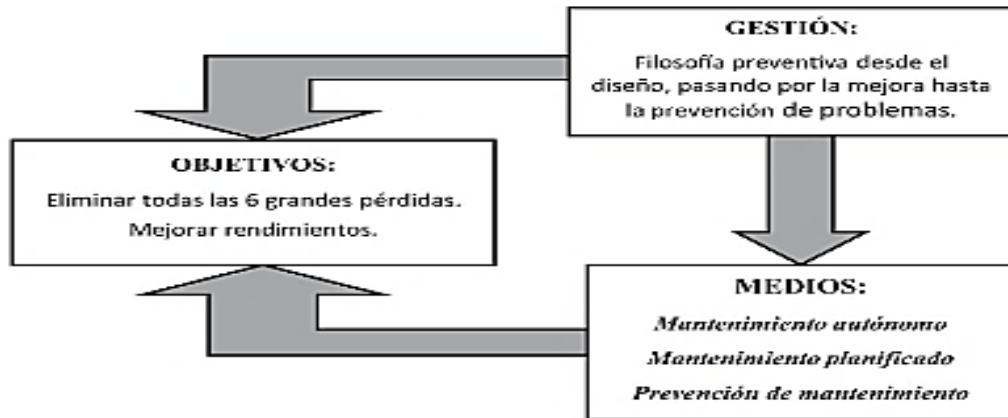 GESTIÓN:
Filosofía preventiva desde el
diseño, pasando por la mejora hasta
la prevención de problemas.
OBJETIVOS:
Eliminar todas las 6 grandes pérdidas.
Mejorar rendimientos.
MEDIOS:
Mantenimiento autónomo
Mantenimiento planificado
Prevención de mantenimiento